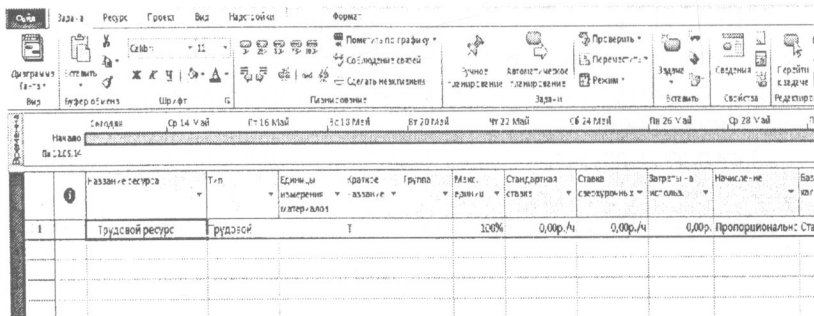 Файл Задача Ресурс Проект Вид Настройки Формат
Calibri 11
Пометить по графику
Соблюдение связей
Сделать неактивным
Диаграмма Ганта
Вставить
Ж К Ч
Ручное планирование
Автоматическое планирование
Проверить
Переместить
Режим
Сведения
Перейти к задаче
Вид Буфер обмена Шрифт Планирование Задачи Вставить Свойства
Сегодня Ср 14 Май Пт 16 Май Вс 18 Май Вт 20 Май Чт 22 Май Сб 24 Май Пн 26 Май Ср 28 Май
Начало
Пн 12.05.14
Название ресурса Тип Единицы измерения материалов Краткое название Группа Макс. единиц Стандартная ставка Ставка сверхурочных Затраты на использ. Начисление
1 Трудовой ресурс Трудовой Т 100% 0,00р./ч 0,00р./ч 0,00р. Пропорционально Ста